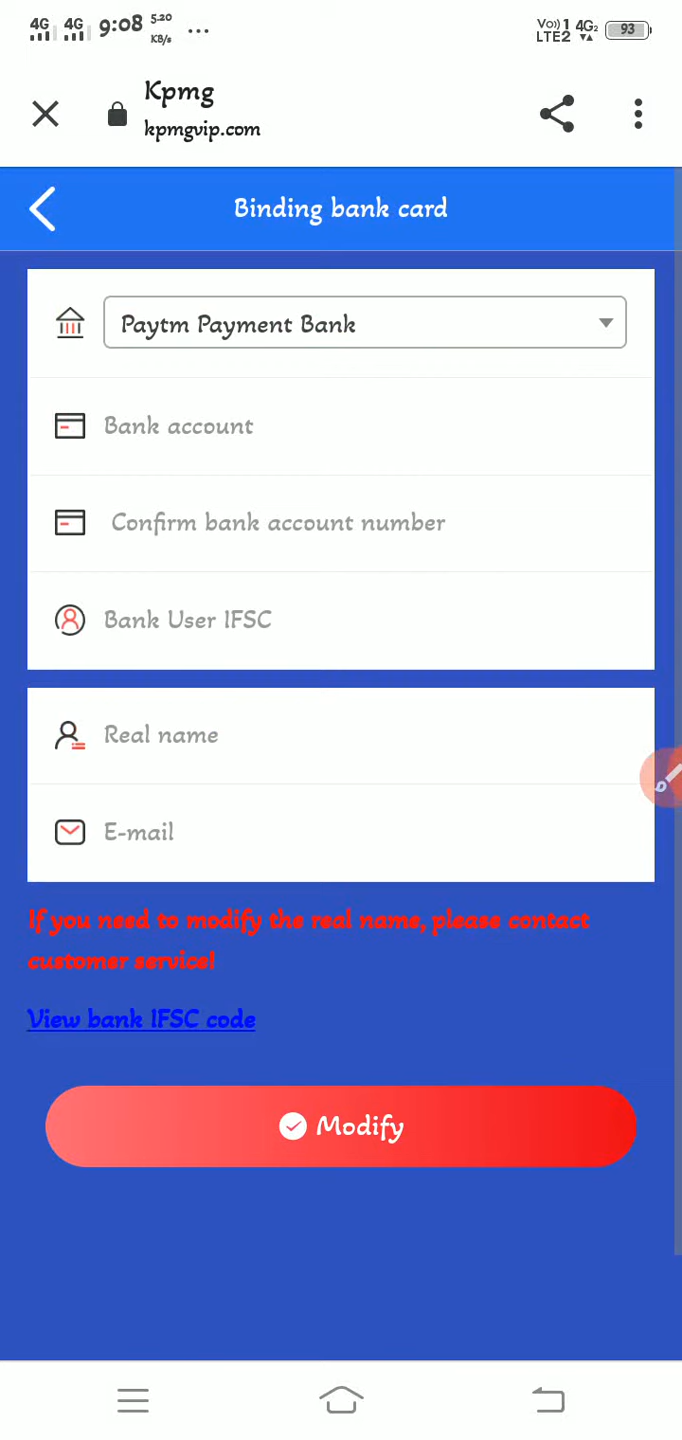 4G 4G 9:08 5.20 KB/s ... Vo)) 1 LTE2 4G2 93
Kpmg
kpmgvip.com
Binding bank card
Paytm Payment Bank
Bank account
Confirm bank account number
Bank User IFSC
Real name
E-mail
If you need to modify the real name, please contact
customer service!
View bank IFSC code
Modify